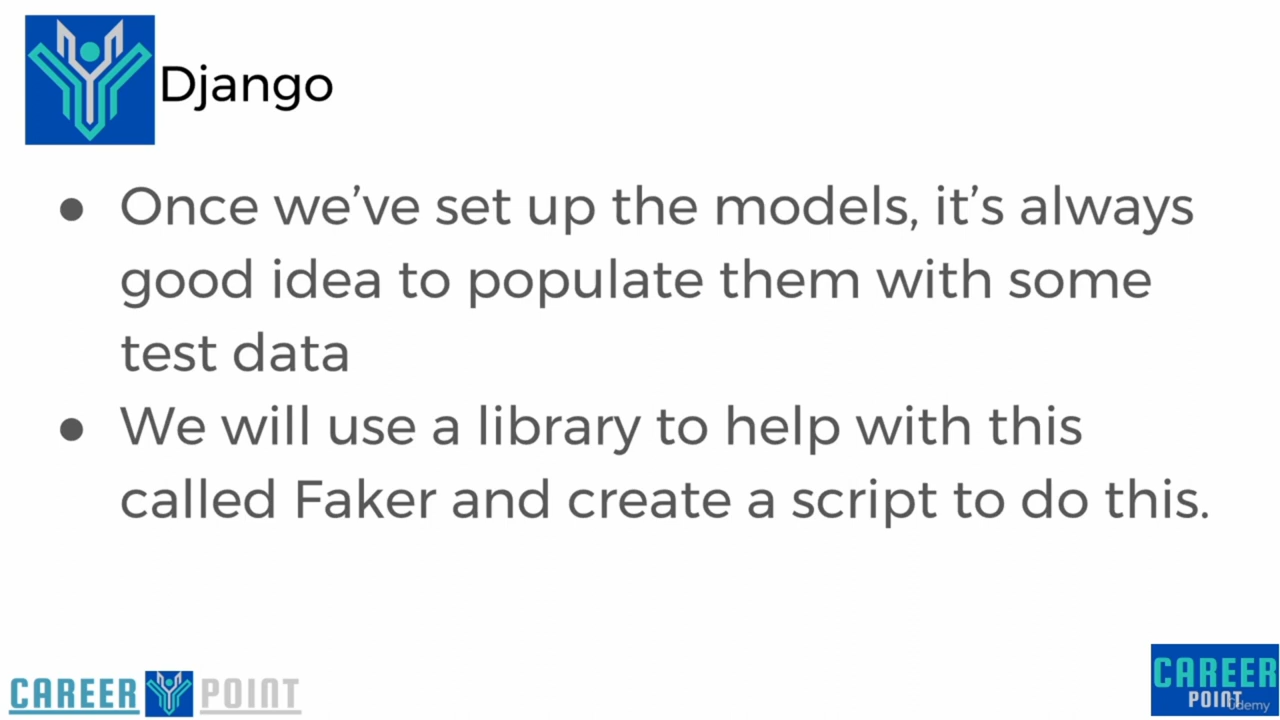 Django
● Once we’ve set up the models, it’s always
good idea to populate them with some
test data
● We will use a library to help with this
called Faker and create a script to do this.
CAREER POINT
CAREER
POINT
ûdemy